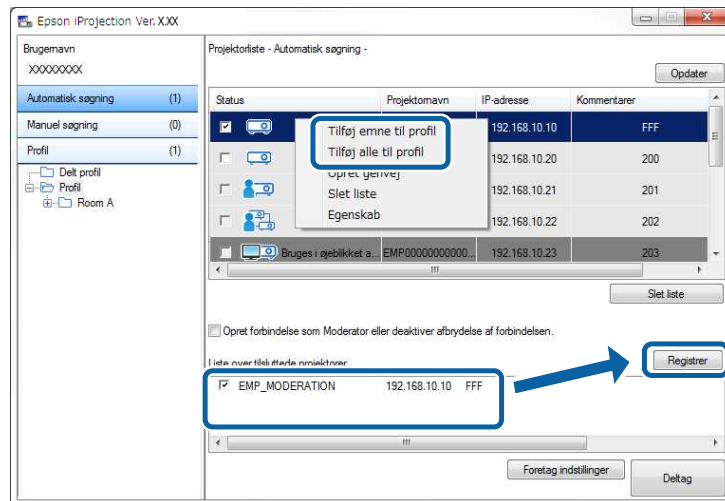 Epson iProjection Ver. X.XX
Brugernavn
XXXXXXXX
Automatisk søgning (1)
Manuel søgning (0)
Profil (1)
Delt profil
Profil
Room A
Projektorliste - Automatisk søgning -
Opdater
Status Projektornavn IP-adresse Kommentarer
192.168.10.10 FFF
192.168.10.20 200
192.168.10.21 201
192.168.10.22 202
Bruges i øjeblikket a... EMP00000000000... 192.168.10.23 203
Tilføj emne til profil
Tilføj alle til profil
Opret genvej
Slet liste
Egenskab
Slet liste
Opret forbindelse som Moderator eller deaktiver afbrydelse af forbindelsen.
Liste over tilsluttede projektorer
Registrer
EMP_MODERATION 192.168.10.10 FFF
Foretag indstillinger
Deltag